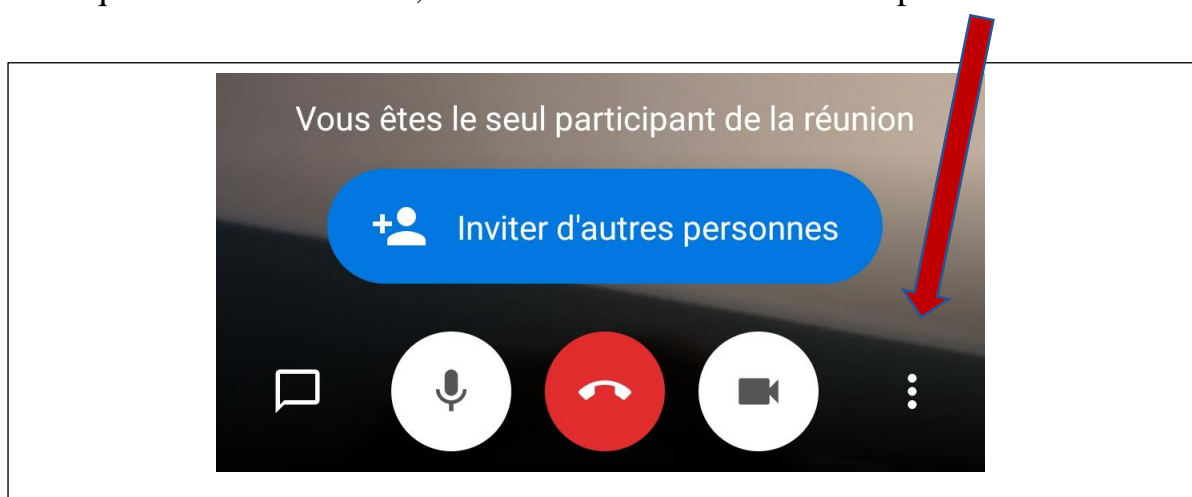 Vous êtes le seul participant de la réunion
Inviter d'autres personnes